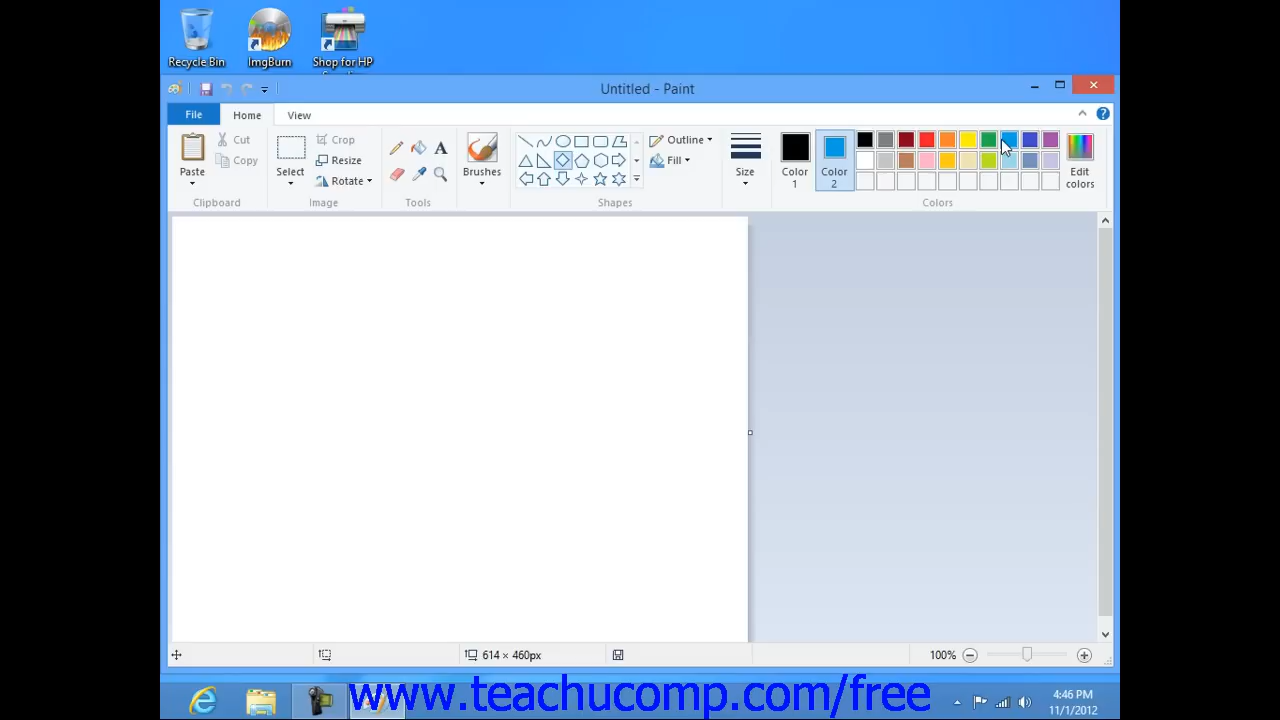 Recycle Bin
ImgBurn
Shop for HP
Untitled - Paint
File
Home
View
Paste
Cut
Copy
Clipboard
Select
Crop
Resize
Rotate
Image
A
Tools
Brushes
Shapes
Outline
Fill
Size
Color
1
Color
2
Colors
Edit
colors
614 × 460px
100%
www.teachucomp.com/free
4:46 PM
11/1/2012